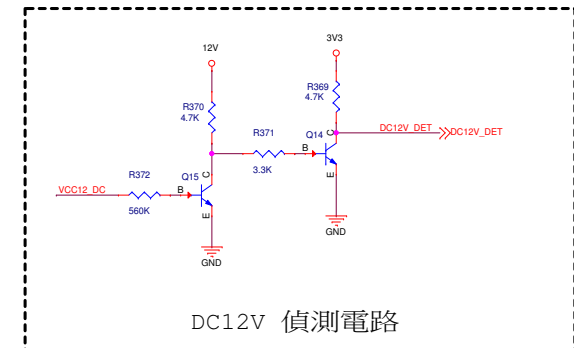 12V
3V3
R370
4.7K
R369
4.7K
R371
3.3K
Q14
C
B
E
DC12V_DET
DC12V_DET
R372
560K
VCC12_DC
Q15
C
B
E
GND
GND
DC12V 偵測電路